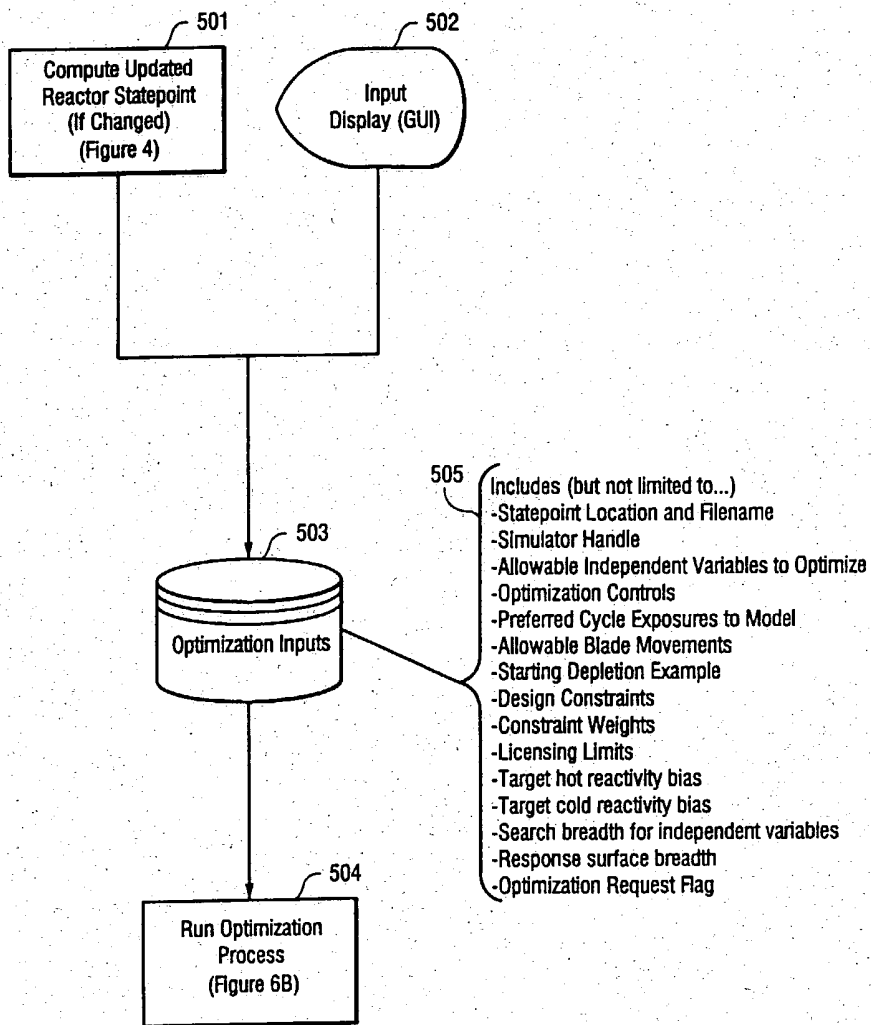 501
Compute Updated
Reactor Statepoint
(If Changed)
(Figure 4)
502
Input
Display (GUI)
503
Optimization Inputs
504
Run Optimization
Process
(Figure 6B)
505
Includes (but not limited to...)
-Statepoint Location and Filename
-Simulator Handle
-Allowable Independent Variables to Optimize
-Optimization Controls
-Preferred Cycle Exposures to Model
-Allowable Blade Movements
-Starting Depletion Example
-Design Constraints
-Constraint Weights
-Licensing Limits
-Target hot reactivity bias
-Target cold reactivity bias
-Search breadth for independent variables
-Response surface breadth
-Optimization Request Flag